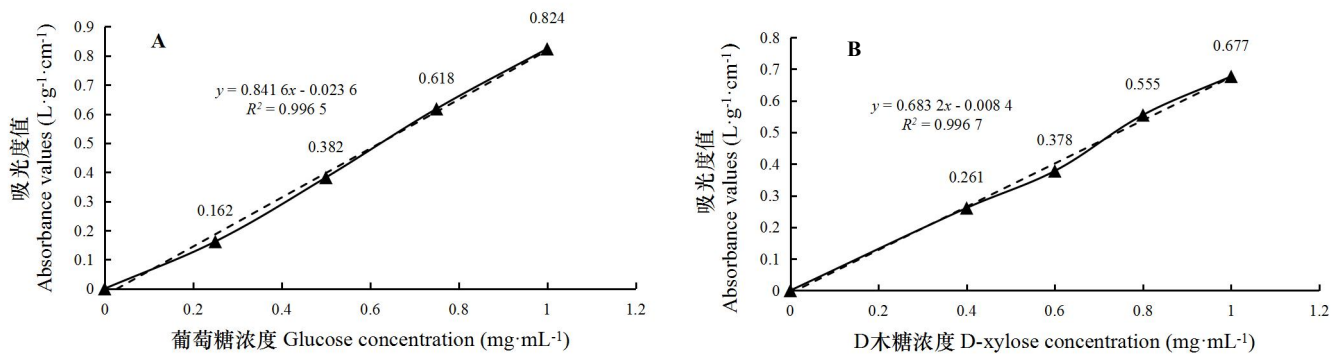 A
y = 0.841 6x - 0.023 6
R² = 0.996 5
0.162
0.382
0.618
0.824
0.9
0.8
0.7
0.6
0.5
0.4
0.3
0.2
0.1
0
0 0.2 0.4 0.6 0.8 1 1.2
吸光度值
Absorbance values (L·g⁻¹·cm⁻¹)
葡萄糖浓度 Glucose concentration (mg·mL⁻¹)
B
y = 0.683 2x - 0.008 4
R² = 0.996 7
0.261
0.378
0.555
0.677
0.8
0.7
0.6
0.5
0.4
0.3
0.2
0.1
0
0 0.2 0.4 0.6 0.8 1 1.2
吸光度值
Absorbance values (L·g⁻¹·cm⁻¹)
D木糖浓度 D-xylose concentration (mg·mL⁻¹)